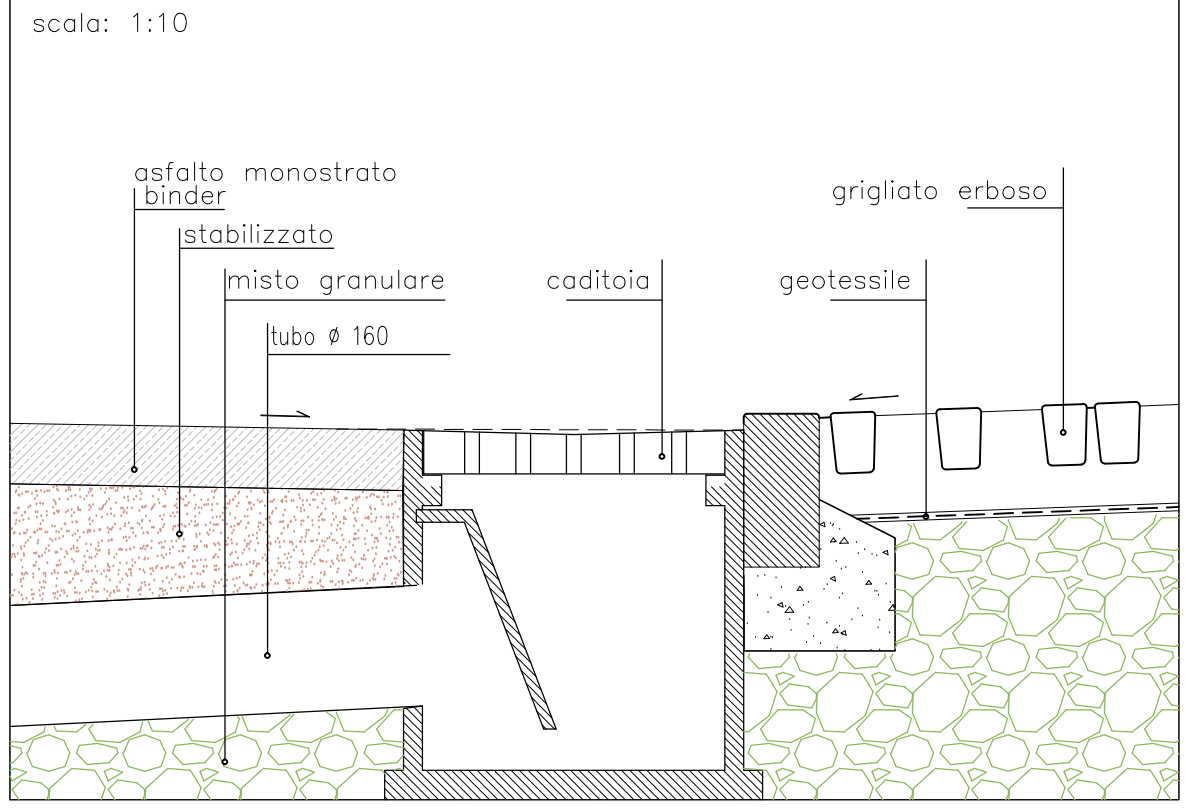 scala: 1:10
asfalto monostrato
binder
grigliato erboso
stabilizzato
misto granulare
caditoia
geotessile
tubo ø 160